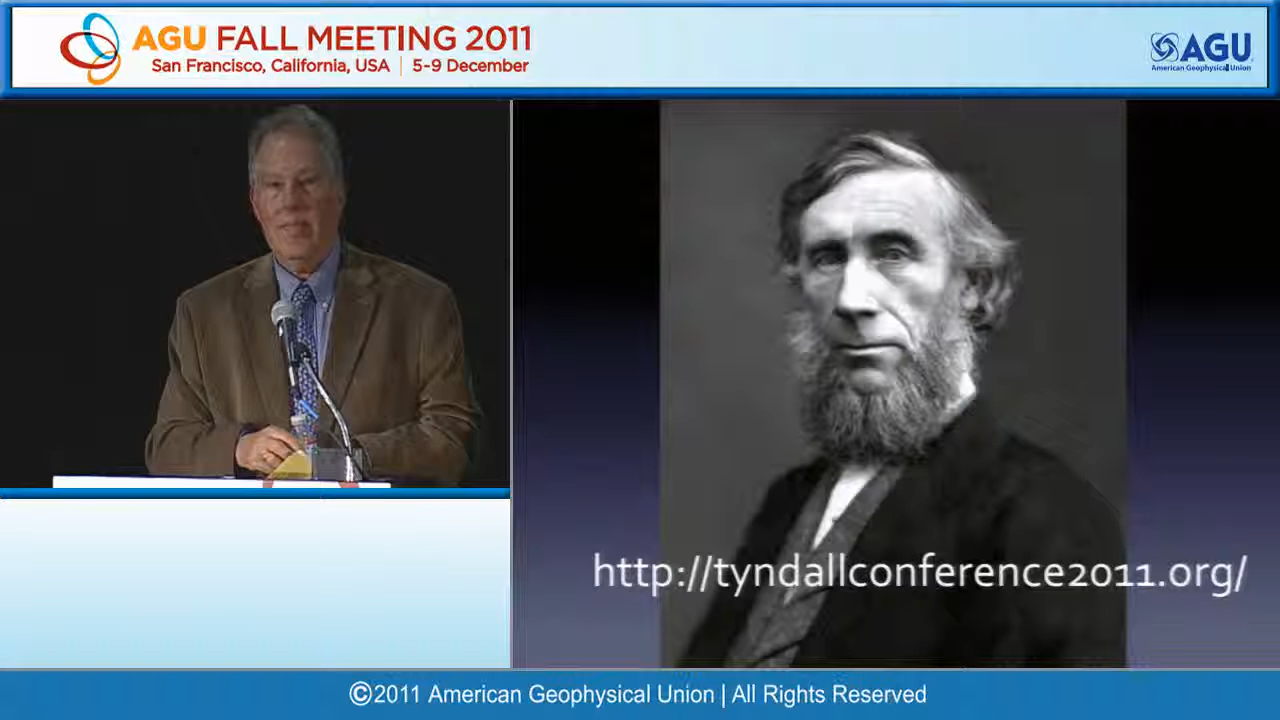 AGU FALL MEETING 2011
San Francisco, California, USA | 5-9 December
AGU
American Geophysical Union
http://tyndallconference2011.org/
©2011 American Geophysical Union | All Rights Reserved